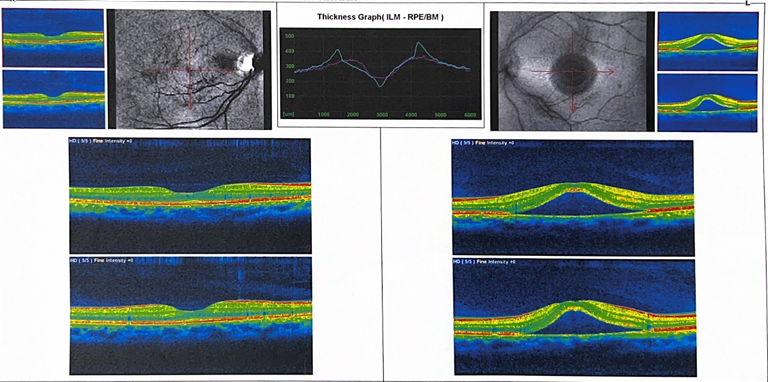 L
Thickness Graph( ILM - RPE/BM )
500
400
300
200
100
[um]
0
1000
2000
3000
4000
5000
6000
HD ( 5/5 ) Fine Intensity +0
HD ( 5/5 ) Fine Intensity +0
HD ( 5/5 ) Fine Intensity +0
HD ( 5/5 ) Fine Intensity +0